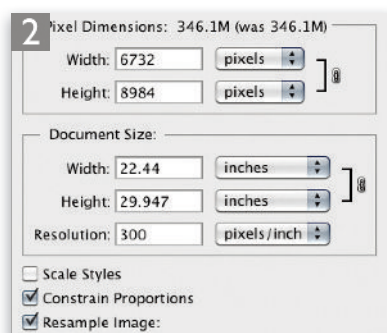 2
Pixel Dimensions: 346.1M (was 346.1M)
Width: 6732 pixels
Height: 8984 pixels
Document Size:
Width: 22.44 inches
Height: 29.947 inches
Resolution: 300 pixels/inch
Scale Styles
Constrain Proportions
Resample Image: